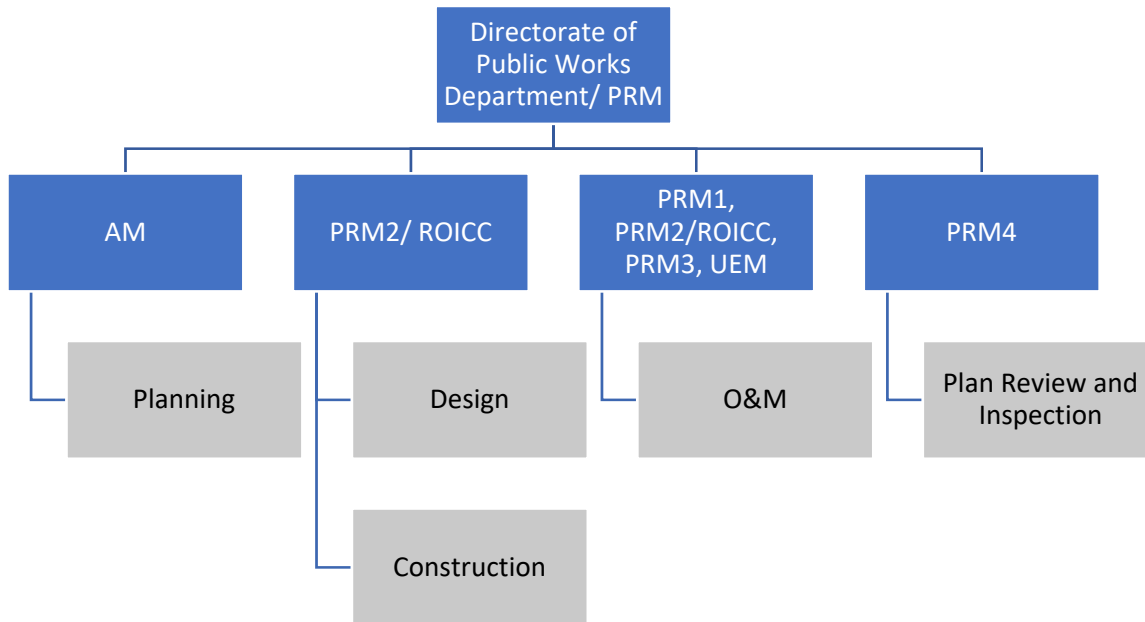 Directorate of
Public Works
Department/ PRM
AM
PRM2/ ROICC
PRM1,
PRM2/ROICC,
PRM3, UEM
PRM4
Planning
Design
O&M
Plan Review and
Inspection
Construction